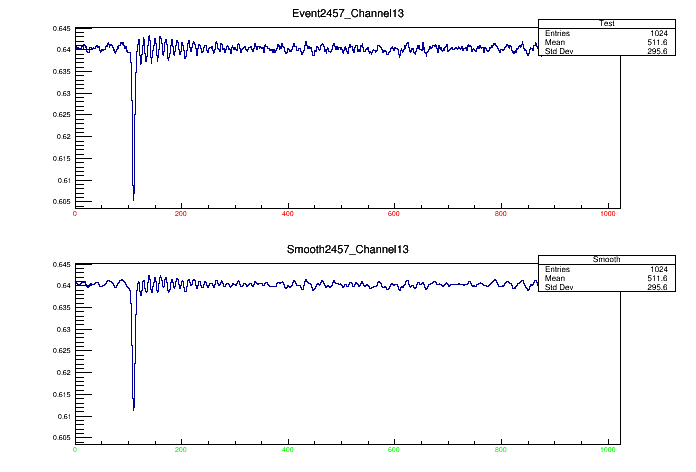 Event2457_Channel13
Test
Entries 1024
Mean 511.6
Std Dev 295.6
0.645
0.64
0.635
0.63
0.625
0.62
0.615
0.61
0.605
0 200 400 600 800 1000
Smooth2457_Channel13
Smooth
Entries 1024
Mean 511.6
Std Dev 295.6
0.645
0.64
0.635
0.63
0.625
0.62
0.615
0.61
0.605
0 200 400 600 800 1000